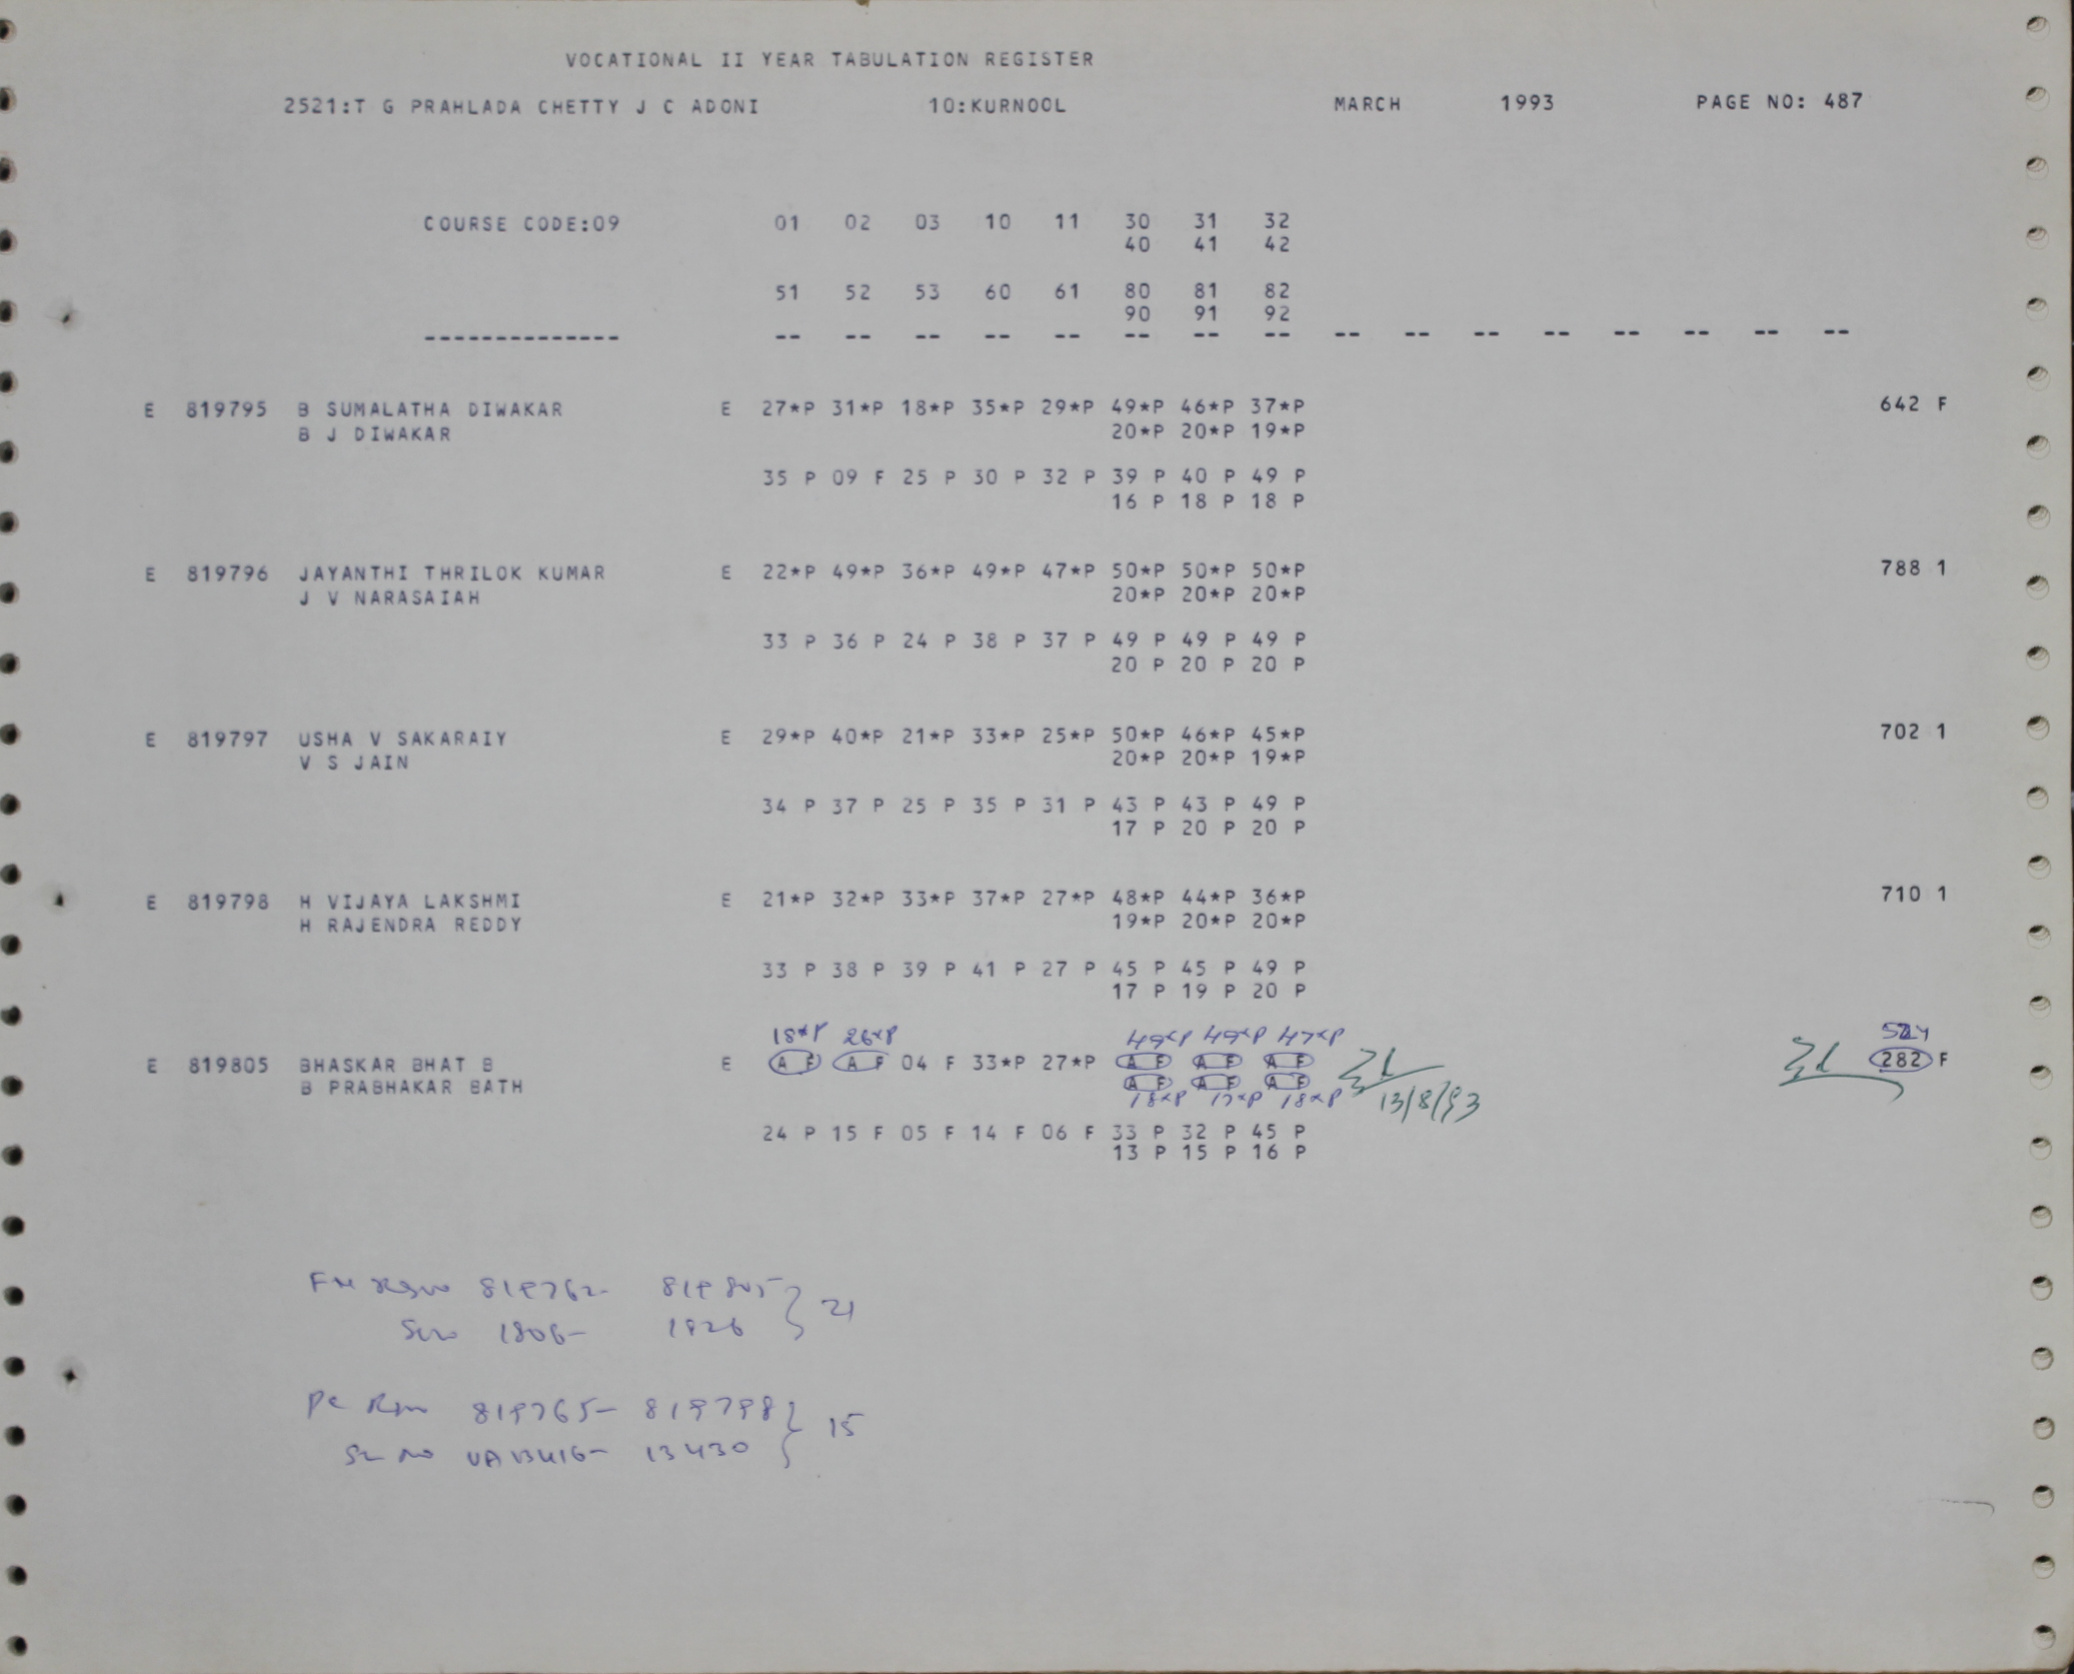 VOCATIONAL II YEAR TABULATION REGISTER
2521:T G PRAHLADA CHETTY J C ADONI 10:KURNOOL MARCH 1993 PAGE NO: 487
COURSE CODE:09 01 02 03 10 11 30 31 32
40 41 42
51 52 53 60 61 80 81 82
90 91 92
-------------- -- -- -- -- -- -- -- -- -- -- -- -- -- -- -- --
E 819795 B SUMALATHA DIWAKAR E 27*P 31*P 18*P 35*P 29*P 49*P 46*P 37*P 642 F
B J DIWAKAR 20*P 20*P 19*P
35 P 09 F 25 P 30 P 32 P 39 P 40 P 49 P
16 P 18 P 18 P
E 819796 JAYANTHI THRILOK KUMAR E 22*P 49*P 36*P 49*P 47*P 50*P 50*P 50*P 788 1
J V NARASAIAH 20*P 20*P 20*P
33 P 36 P 24 P 38 P 37 P 49 P 49 P 49 P
20 P 20 P 20 P
E 819797 USHA V SAKARAIY E 29*P 40*P 21*P 33*P 25*P 50*P 46*P 45*P 702 1
V S JAIN 20*P 20*P 19*P
34 P 37 P 25 P 35 P 31 P 43 P 43 P 49 P
17 P 20 P 20 P
E 819798 H VIJAYA LAKSHMI E 21*P 32*P 33*P 37*P 27*P 48*P 44*P 36*P 710 1
H RAJENDRA REDDY 19*P 20*P 20*P
33 P 38 P 39 P 41 P 27 P 45 P 45 P 49 P
17 P 19 P 20 P
18*P 26*P 49*P 49*P 47*P 524
E 819805 BHASKAR BHAT B E A F A F 04 F 33*P 27*P A F A F A F 282 F
B PRABHAKAR BATH A F A F A F
18*P 17*P 18*P 13/8/93
24 P 15 F 05 F 14 F 06 F 33 P 32 P 45 P
13 P 15 P 16 P
819762- 819805 } 21
1806- 1826
819765- 819798 } 15
13430